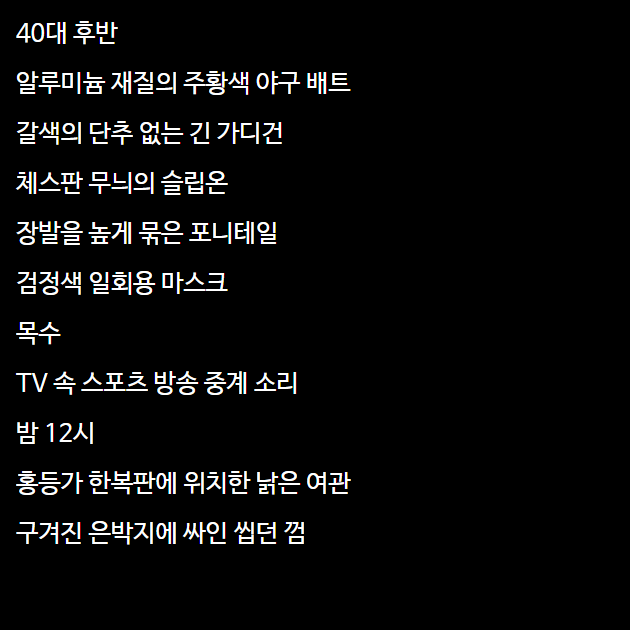 40대 후반
알루미늄 재질의 주황색 야구 배트
갈색의 단추 없는 긴 가디건
체스판 무늬의 슬립온
장발을 높게 묶은 포니테일
검정색 일회용 마스크
목수
TV 속 스포츠 방송 중계 소리
밤 12시
홍등가 한복판에 위치한 낡은 여관
구겨진 은박지에 싸인 씹던 껌